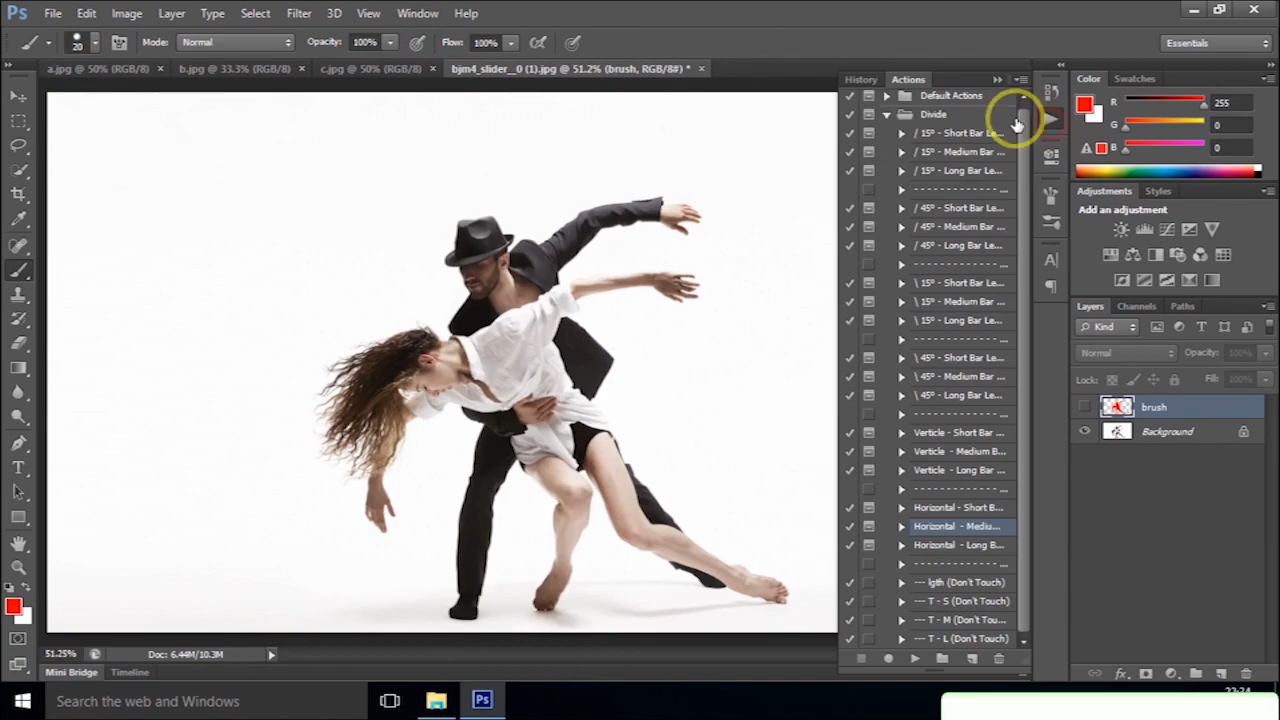 Ps File Edit Image Layer Type Select Filter 3D View Window Help
20 Mode: Normal Opacity: 100% Flow: 100% Essentials
a.jpg @ 50% (RGB/8) × b.jpg @ 33.3% (RGB/8) × c.jpg @ 50% (RGB/8) × bjm4_slider__0 (1).jpg @ 51.2% (brush, RGB/8#) * ×
History Actions
Default Actions
Divide
/ 15º - Short Bar Le...
/ 15º - Medium Bar ...
/ 15º - Long Bar Le...
- - - - - - - - - - - - - - - - ...
/ 45º - Short Bar Le...
/ 45º - Medium Bar ...
/ 45º - Long Bar Le...
- - - - - - - - - - - - - - - - ...
\ 15º - Short Bar Le...
\ 15º - Medium Bar ...
\ 15º - Long Bar Le...
- - - - - - - - - - - - - - - - ...
\ 45º - Short Bar Le...
\ 45º - Medium Bar ...
\ 45º - Long Bar Le...
- - - - - - - - - - - - - - - - ...
Verticle - Short Bar ...
Verticle - Medium B...
Verticle - Long Bar ...
- - - - - - - - - - - - - - - - ...
Horizontal - Short B...
Horizontal - Mediu...
Horizontal - Long B...
- - - - - - - - - - - - - - - - ...
--- lgth (Don't Touch)
--- T - S (Don't Touch)
--- T - M (Don't Tou...
--- T - L (Don't Touch)
Color Swatches
R 255
G 0
B 0
Adjustments Styles
Add an adjustment
Layers Channels Paths
Kind
Normal Opacity: 100%
Lock: Fill: 100%
brush
Background
51.25% Doc: 6.44M/10.3M
Mini Bridge Timeline
Search the web and Windows Ps